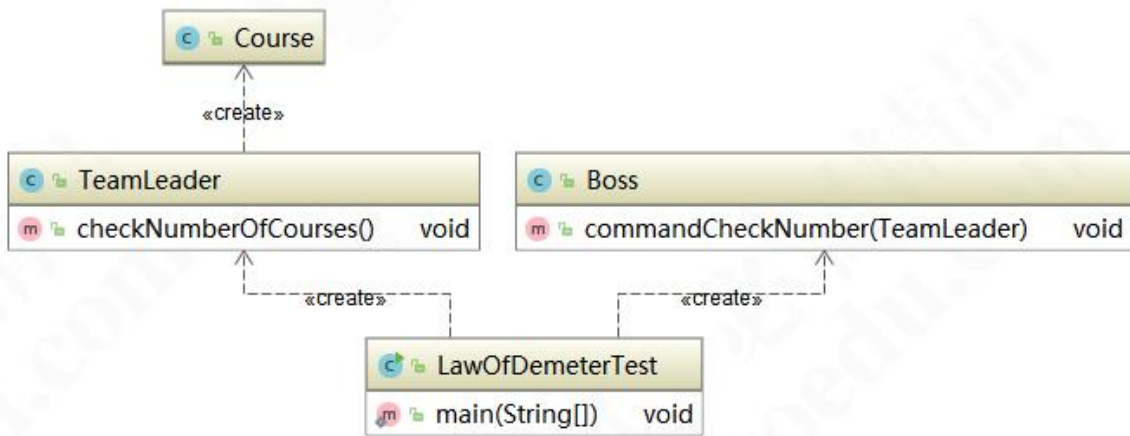 Course
«create»
TeamLeader
checkNumberOfCourses() void
Boss
commandCheckNumber(TeamLeader) void
«create»
«create»
LawOfDemeterTest
main(String[]) void